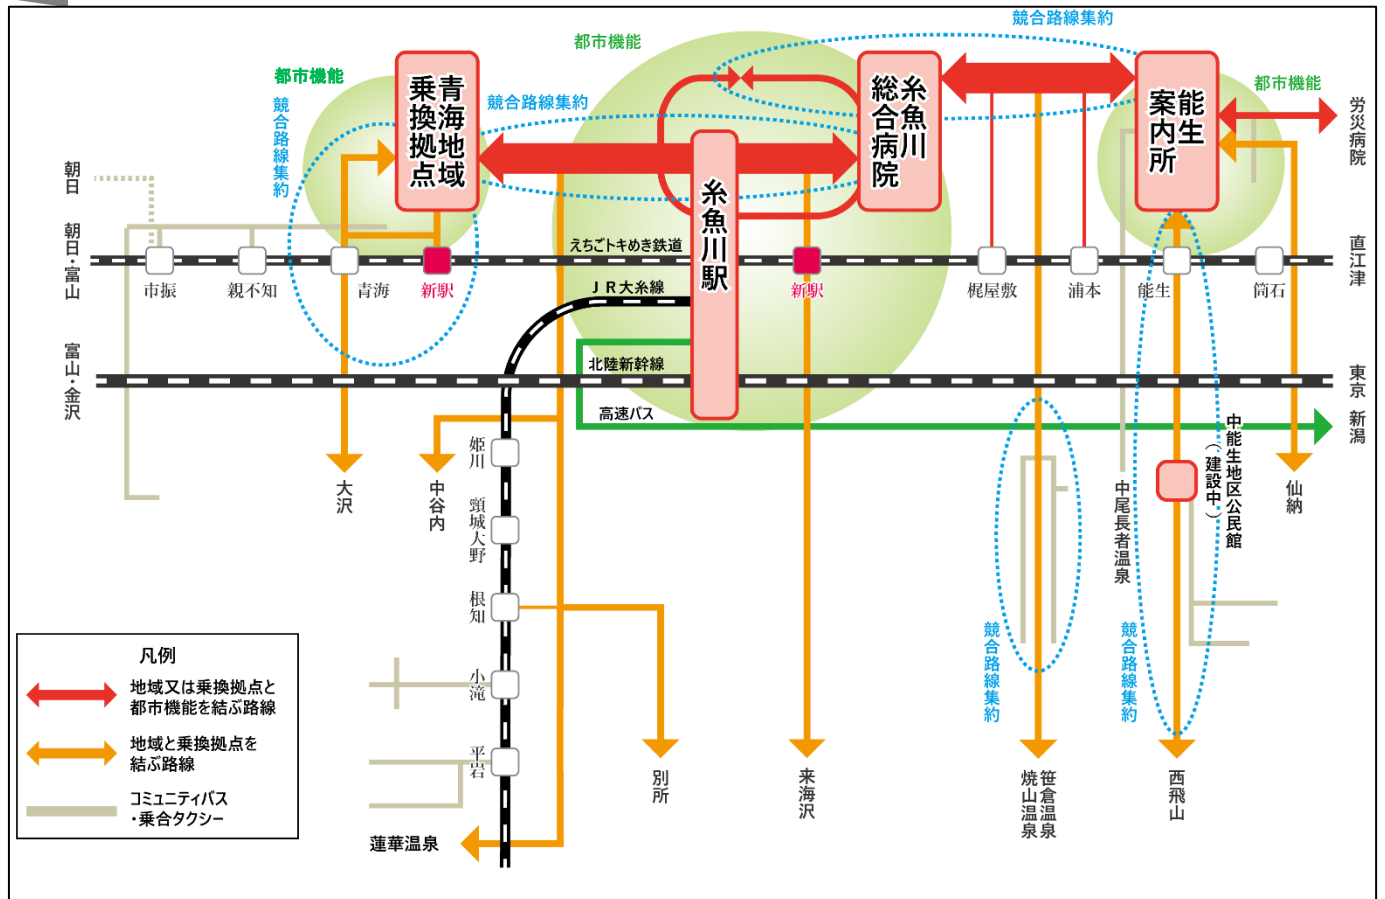 競合路線集約
都市機能
都市機能
競合路線集約
競合路線集約
都市機能
青海地域
乗換拠点
糸魚川
総合病院
能生
案内所
労災病院
糸魚川駅
朝日
朝日・富山
えちごトキめき鉄道
直江津
市振
親不知
青海
新駅
新駅
梶屋敷
浦本
能生
筒石
JR大糸線
富山・金沢
北陸新幹線
東京
高速バス
新潟
姫川
頸城大野
根知
小滝
平岩
大沢
中谷内
中尾長者温泉
中能生地区公民館
(建設中)
仙納
競合路線集約
競合路線集約
別所
来海沢
笹倉温泉
焼山温泉
西飛山
蓮華温泉
凡例
地域又は乗換拠点と
都市機能を結ぶ路線
地域と乗換拠点を
結ぶ路線
コミュニティバス
・乗合タクシー